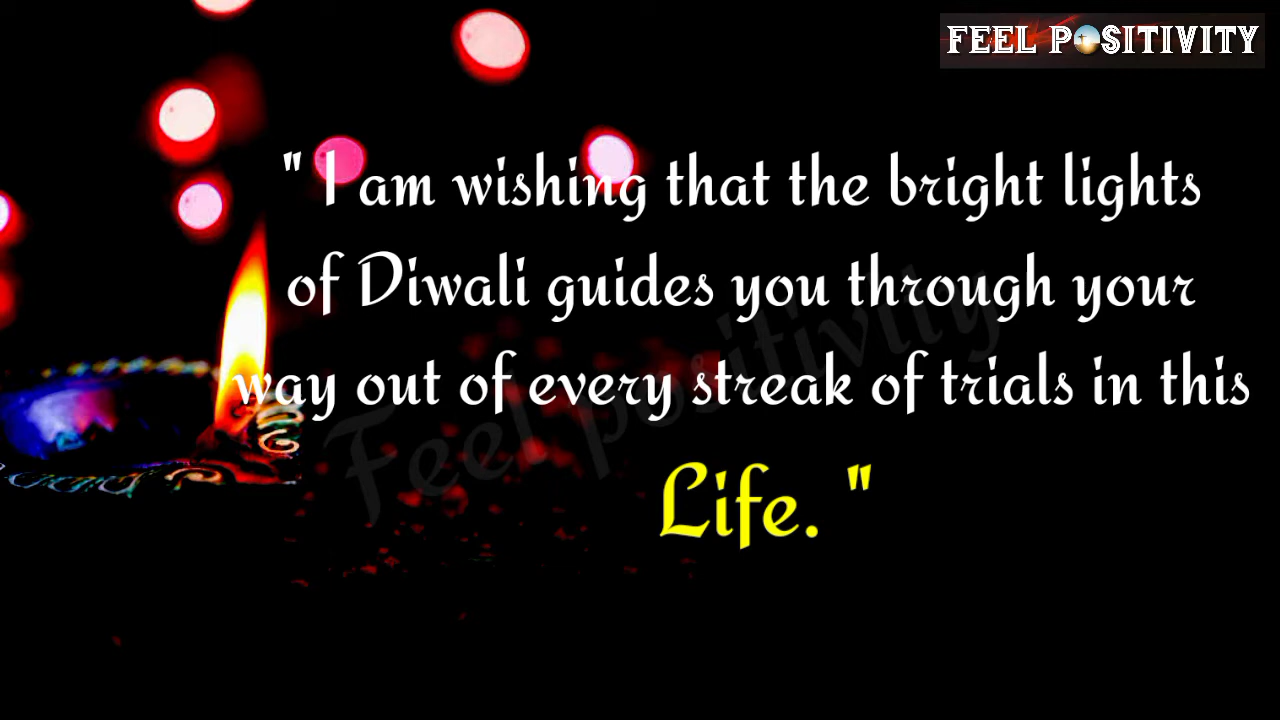 FEEL POSITIVITY
" I am wishing that the bright lights
of Diwali guides you through your
way out of every streak of trials in this
Life. "
Feel positivity